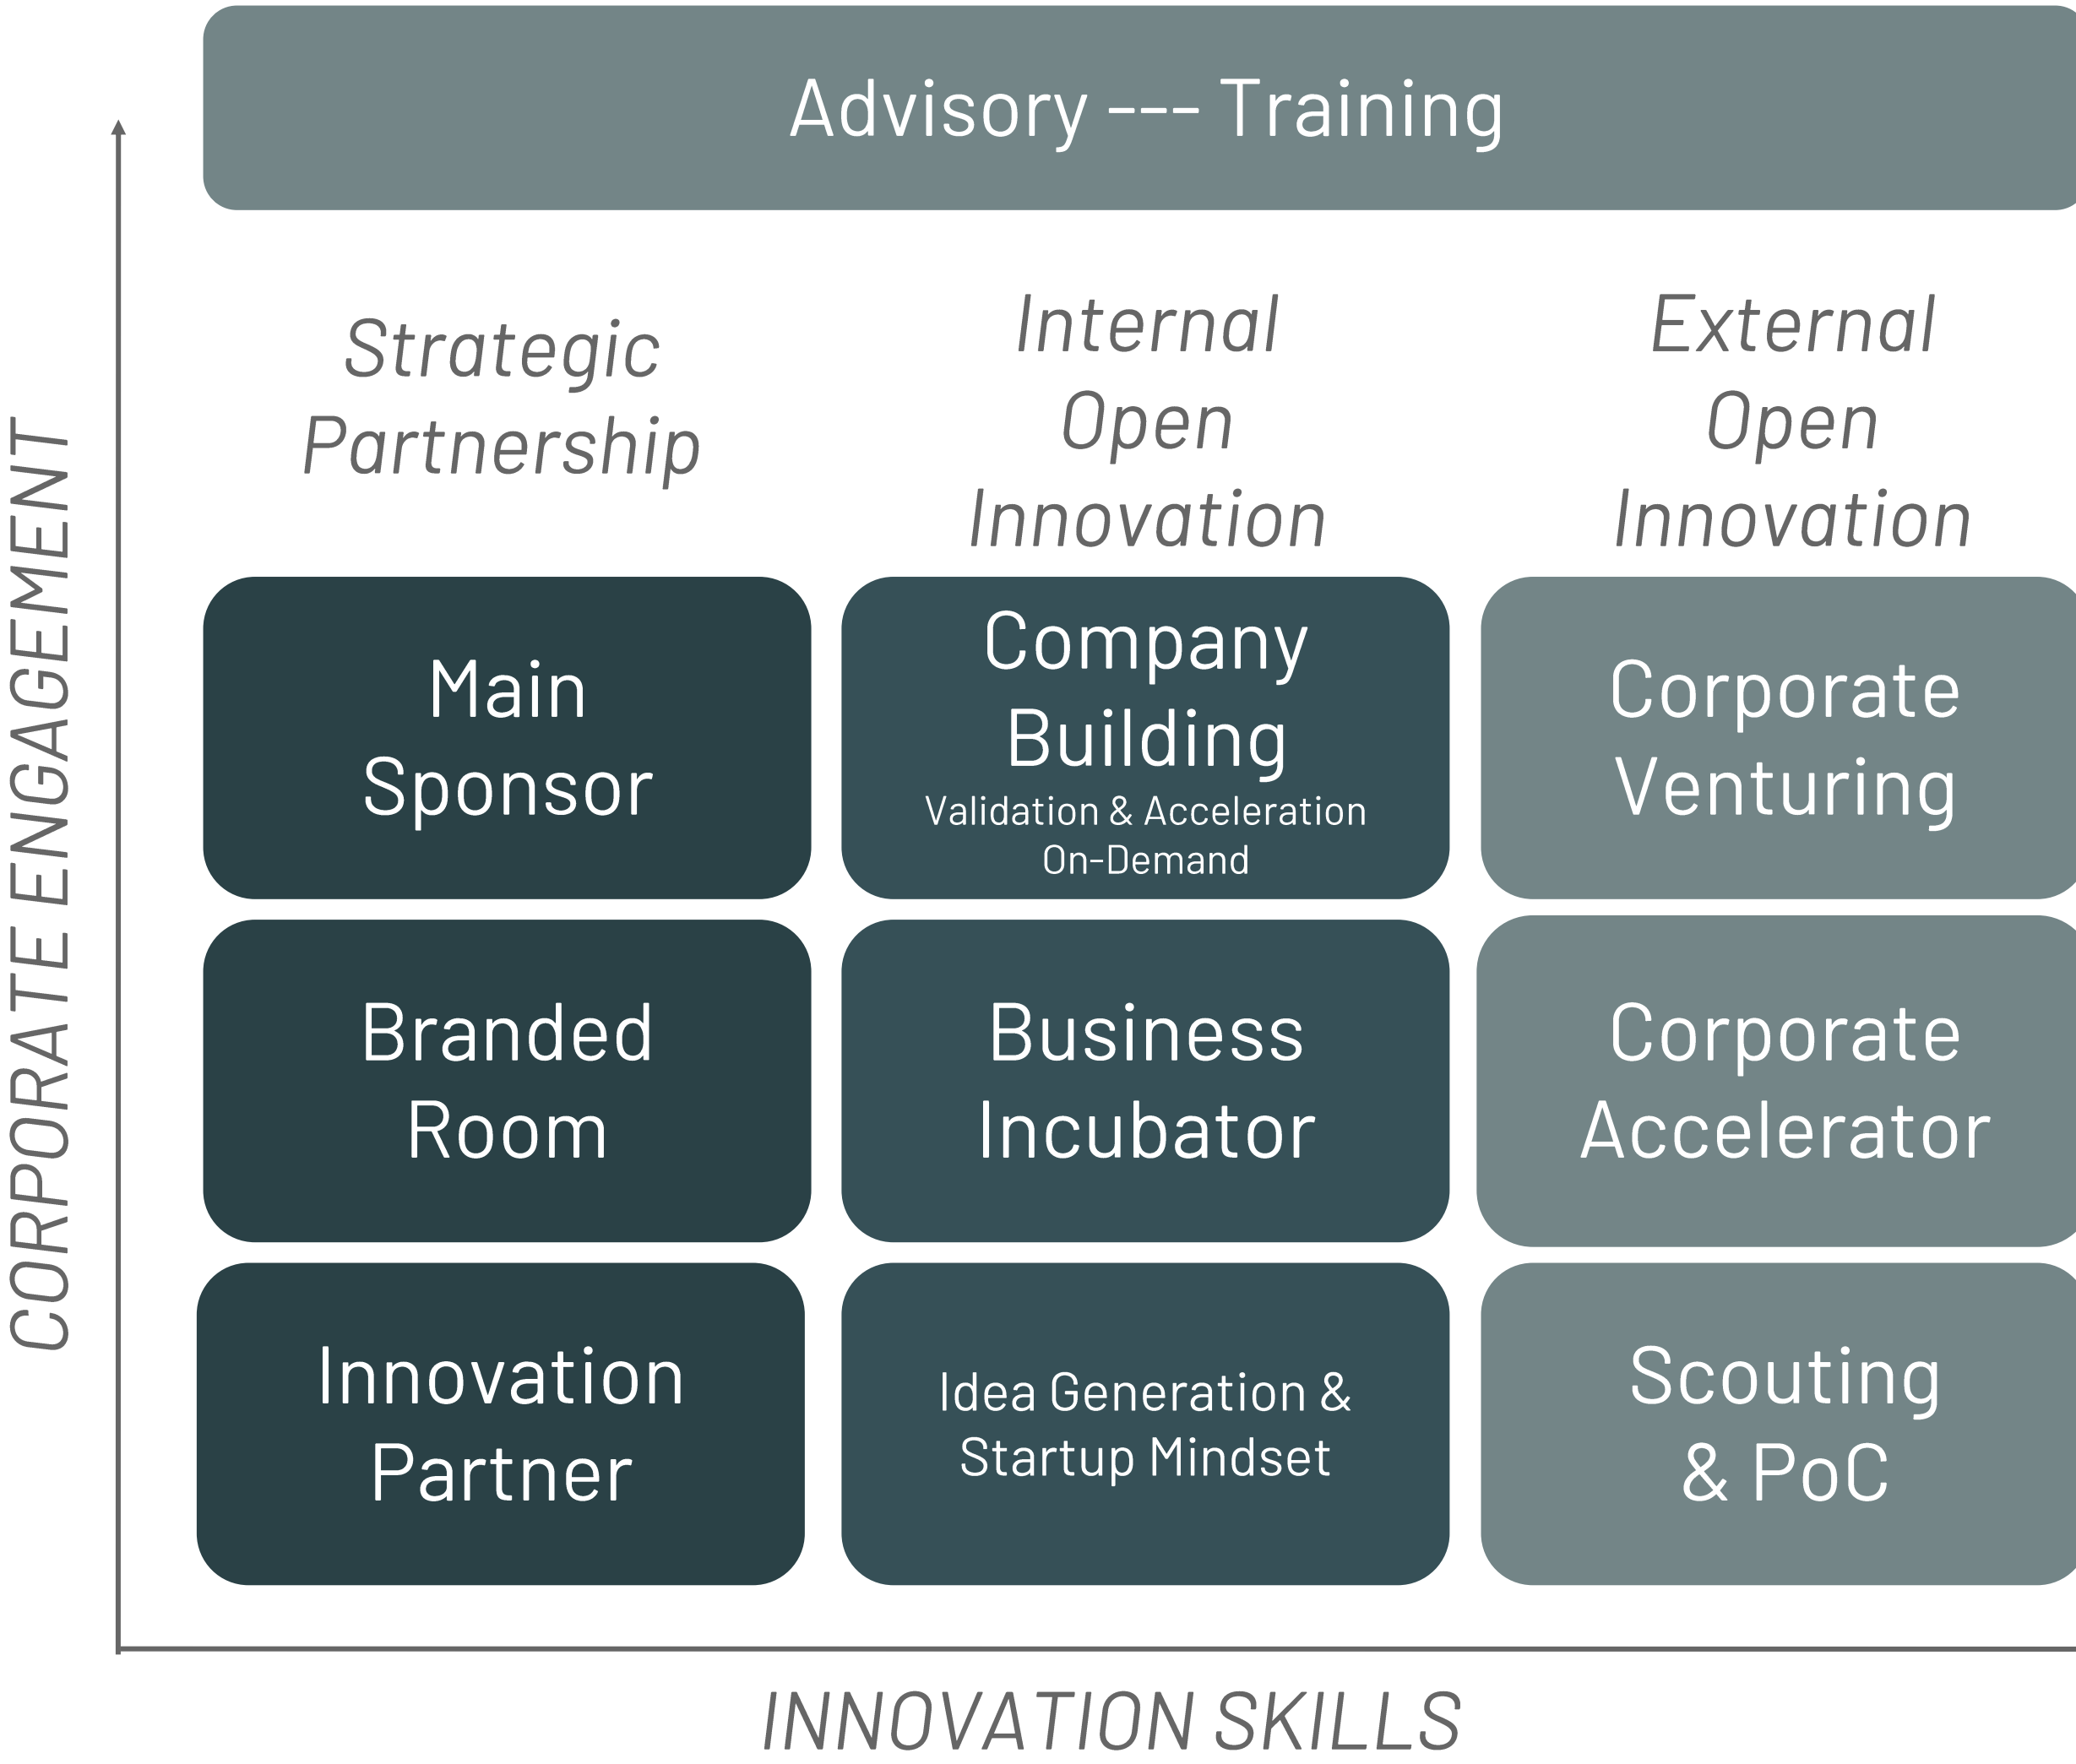 Advisory ---- Training
Strategic
Partnership
Internal
Open
Innovation
External
Open
Innovation
Main
Sponsor
Company
Building
Validation & Acceleration
On-Demand
Corporate
Venturing
Branded
Room
Business
Incubator
Corporate
Accelerator
Innovation
Partner
Idea Generation &
Startup Mindset
Scouting
& PoC
CORPORATE ENGAGEMENT
INNOVATION SKILLS